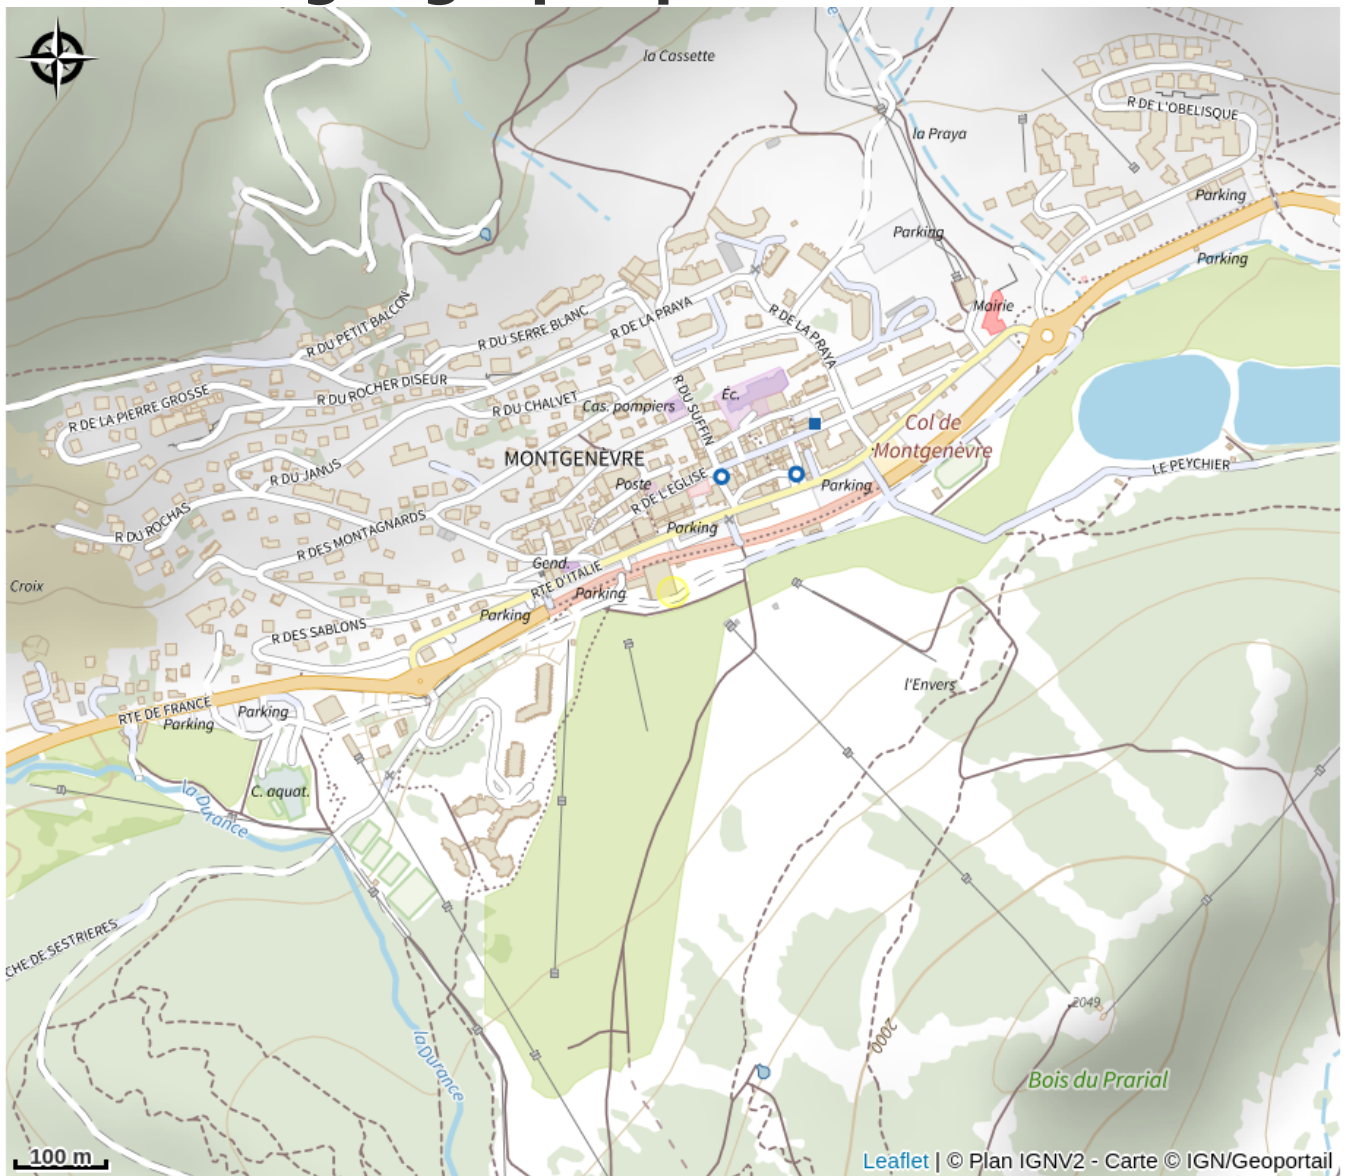 la Cassette
la Praya
R DE L'OBELISQUE
Parking
Parking
Parking
Mairie
R DU PETIT BALCON
R DU SERRE BLANC
R DE LA PRAYA
R DE LA PRAYA
R DE LA PIERRE GROSSE
R DU ROCHER DISEUR
R DU CHALVET
Cas. pompiers
Éc.
R DU SUFFIN
Col de
Montgenèvre
MONTGENÈVRE
R DU JANUS
Poste
R DE L'EGLISE
Parking
LE PEYCHIER
R DU ROCHAS
R DES MONTAGNARDS
Parking
Gend.
RTE D'ITALIE
Croix
Parking
Parking
R DES SABLONS
l'Envers
RTE DE FRANCE
Parking
Parking
C. aquat.
la Durance
CHE DE SESTRIERES
2049
2000
la Durance
Bois du Prarial
100 m
Leaflet | © Plan IGNV2 - Carte © IGN/Geoportail